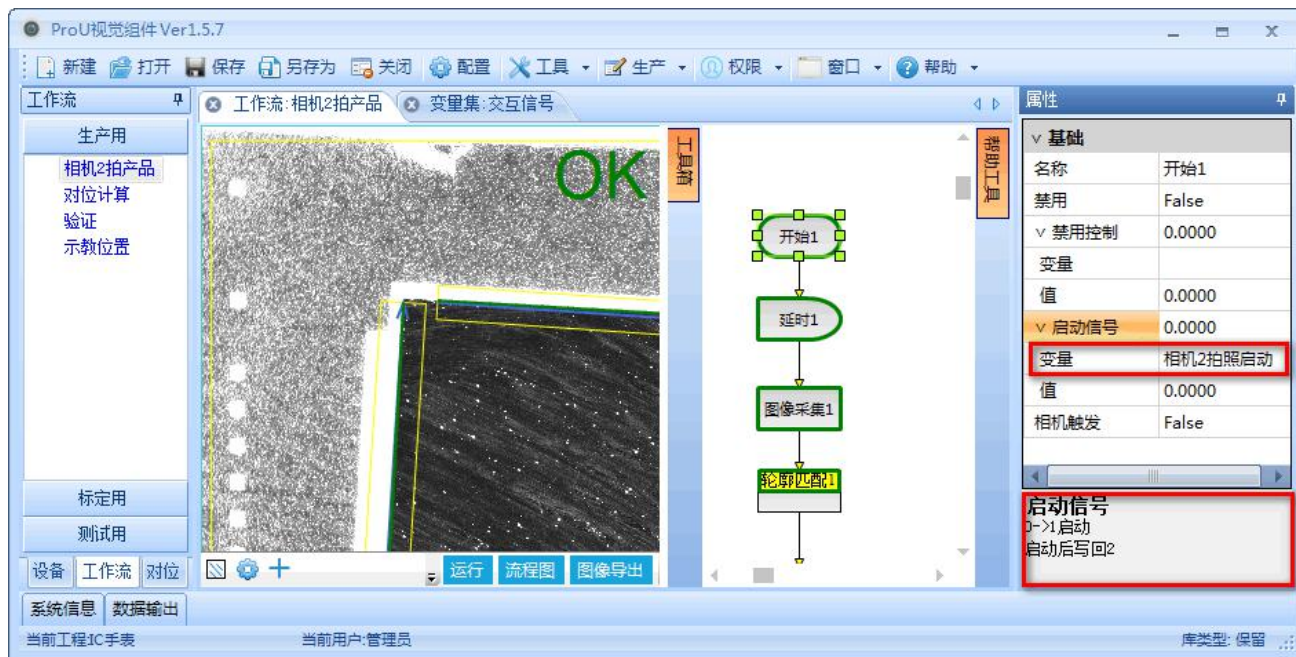 ProU视觉组件 Ver1.5.7
新建 打开 保存 另存为 关闭 配置 工具 生产 权限 窗口 帮助
工作流
工作流:相机2拍产品 变量集:交互信号
属性
生产用
相机2拍产品
对位计算
验证
示教位置
标定用
测试用
设备 工作流 对位
OK
工具箱
帮助工具
开始1
延时1
图像采集1
轮廓匹配1
运行 流程图 图像导出
基础
名称 开始1
禁用 False
禁用控制 0.0000
变量
值 0.0000
启动信号 0.0000
变量 相机2拍照启动
值 0.0000
相机触发 False
启动信号
0->1启动
启动后写回2
系统信息 数据输出
当前工程:IC手表 当前用户:管理员 库类型: 保留